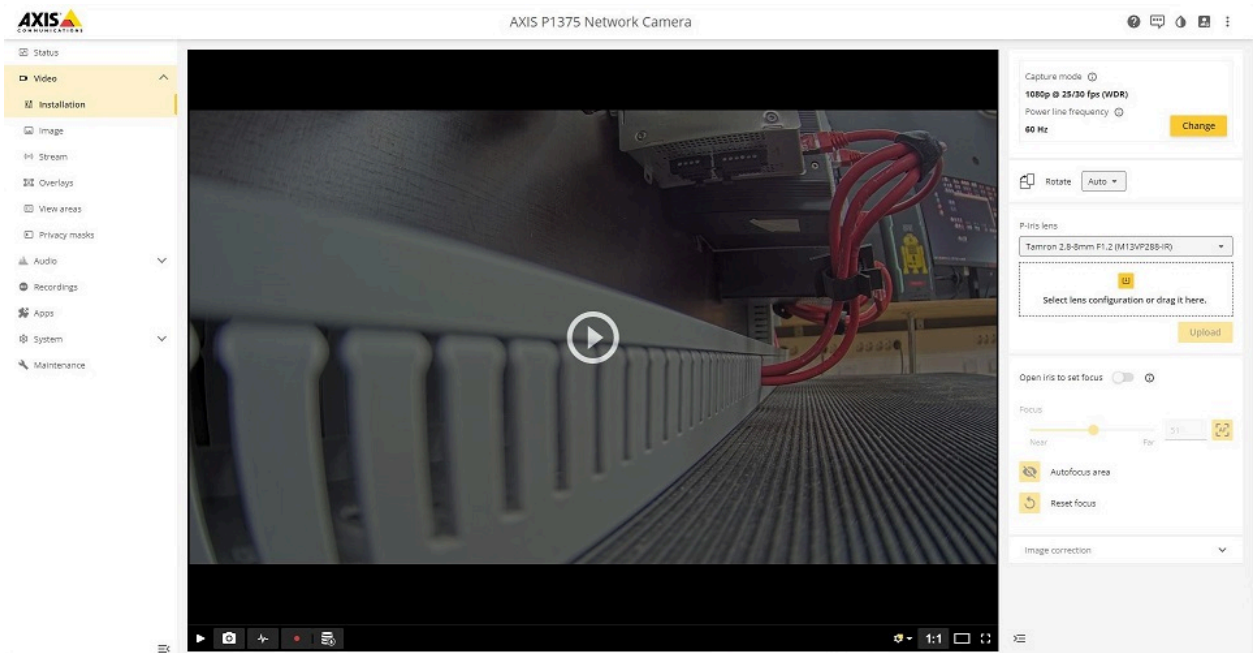 AXIS
COMMUNICATIONS
AXIS P1375 Network Camera
Status
Video
Installation
Image
Stream
Overlays
View areas
Privacy masks
Audio
Recordings
Apps
System
Maintenance
Capture mode
1080p @ 25/30 fps (WDR)
Power line frequency
60 Hz
Change
Rotate
Auto
P-Iris lens
Tamron 2.8-8mm F1.2 (M13VP288-IR)
Select lens configuration or drag it here.
Upload
Open iris to set focus
Focus
51
AF
Near
Far
Autofocus area
Reset focus
Image correction
1:1